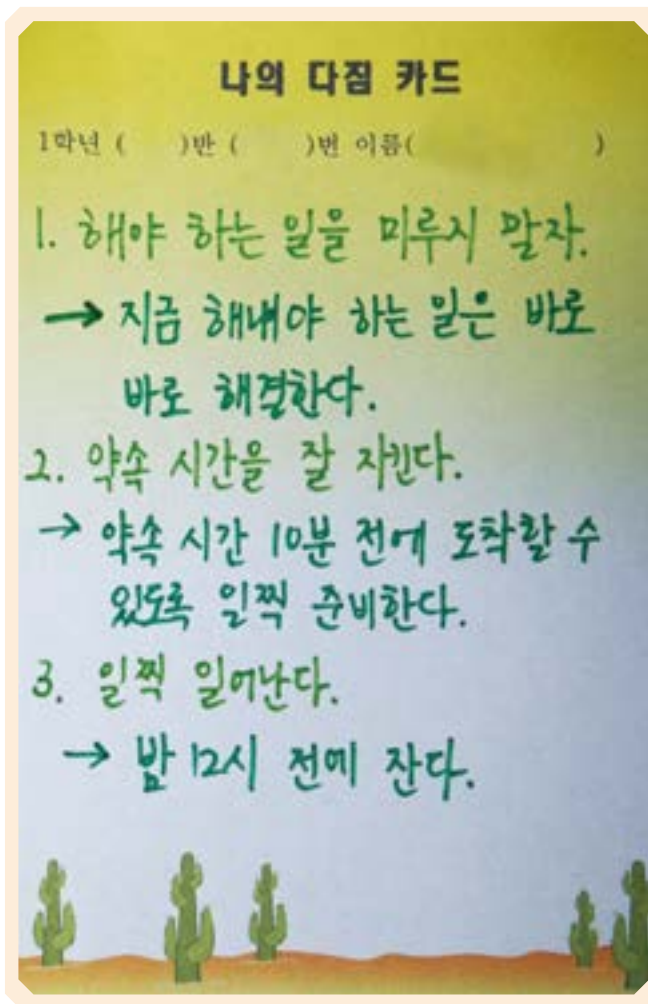 나의 다짐 카드
1학년 (    )반 (    )번 이름(            )
1. 해야 하는 일을 미루지 말자.
→ 지금 해내야 하는 일은 바로
바로 해결한다.
2. 약속 시간을 잘 지킨다.
→ 약속 시간 10분 전에 도착할 수
있도록 일찍 준비한다.
3. 일찍 일어난다.
→ 밤 12시 전에 잔다.